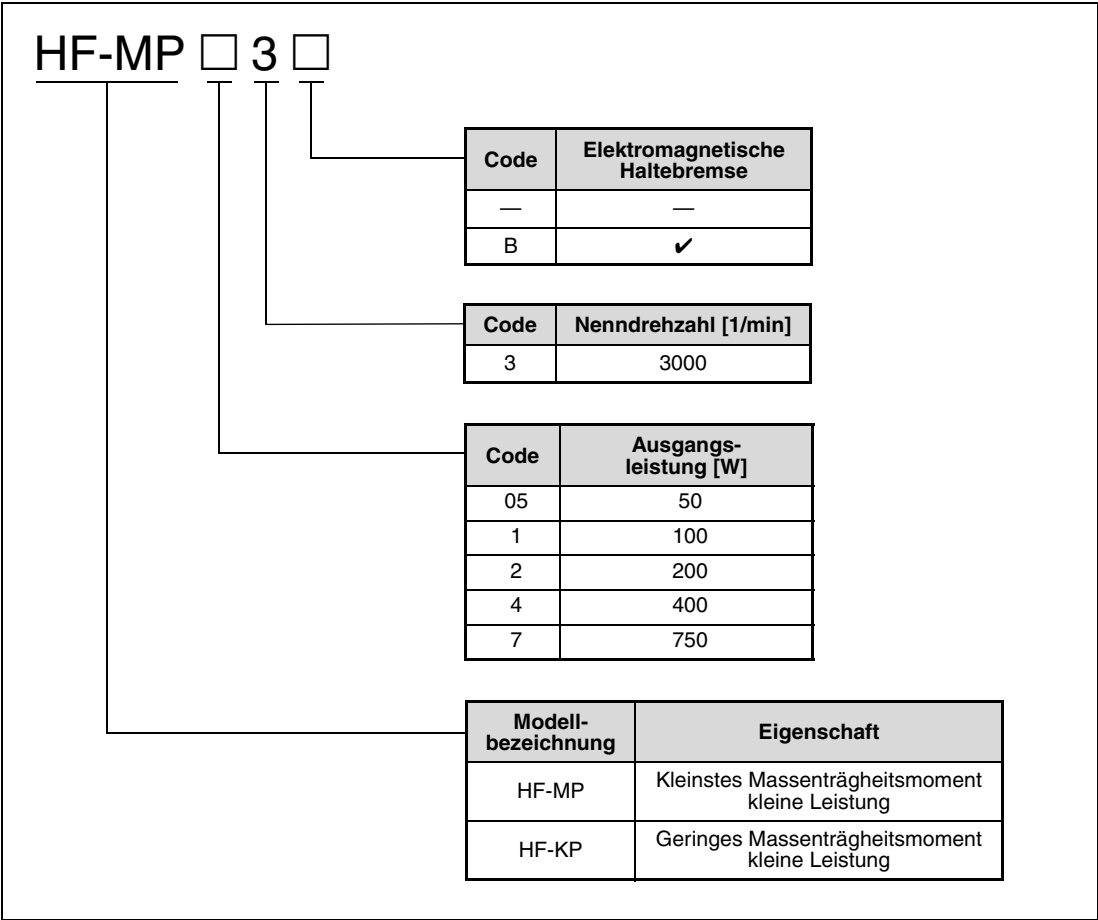 HF-MP □ 3 □
Code Elektromagnetische
Haltebremse
— —
B ✔
Code Nenndrehzahl [1/min]
3 3000
Code Ausgangs-
leistung [W]
05 50
1 100
2 200
4 400
7 750
Modell-
bezeichnung Eigenschaft
HF-MP Kleinstes Massenträgheitsmoment
kleine Leistung
HF-KP Geringes Massenträgheitsmoment
kleine Leistung